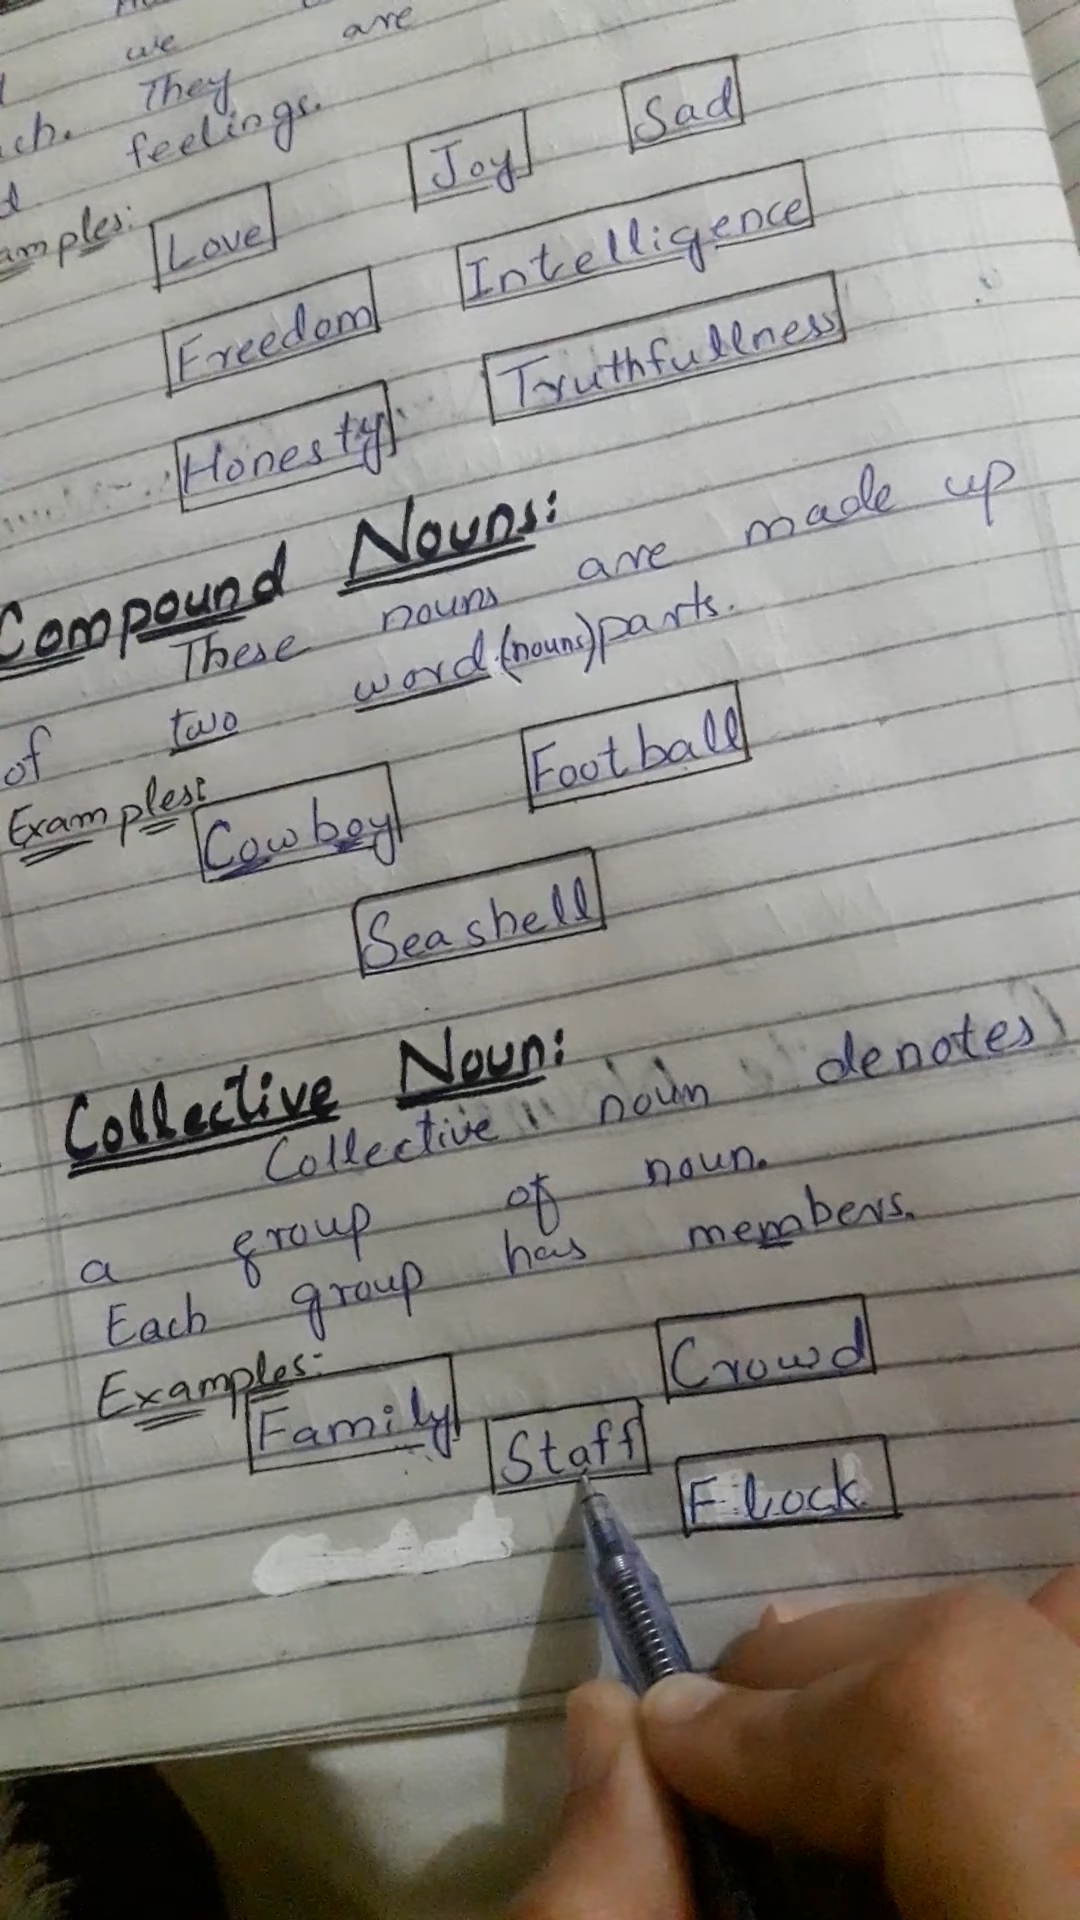 we are
They
feelings.
Examples: Love Joy Sad
Freedom Intelligence
Honesty Truthfullness
Compound Nouns:
These nouns are made up
of two word (nouns) parts.
Examples: Cowboy Football
Seashell
Collective Noun:
Collective noun denotes
a group of noun.
Each group has members.
Examples: Family Crowd
Staff Flock